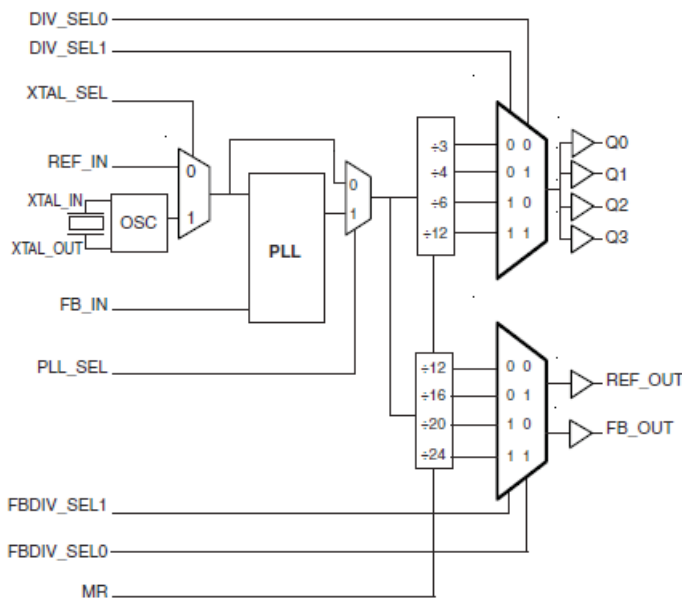 DIV_SEL0
DIV_SEL1
XTAL_SEL
REF_IN
XTAL_IN
OSC
XTAL_OUT
FB_IN
PLL_SEL
0
1
PLL
0
1
÷3
÷4
÷6
÷12
0 0
0 1
1 0
1 1
Q0
Q1
Q2
Q3
÷12
÷16
÷20
÷24
0 0
0 1
1 0
1 1
REF_OUT
FB_OUT
FBDIV_SEL1
FBDIV_SEL0
MR